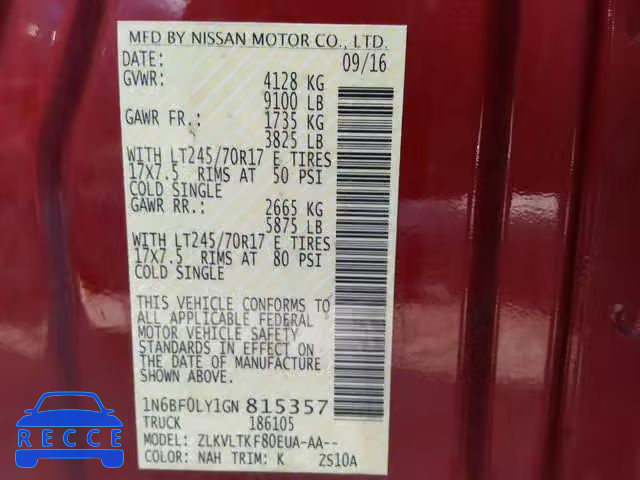 MFD BY NISSAN MOTOR CO., LTD.
DATE: 09/16
GVWR: 4128 KG
9100 LB
GAWR FR.: 1735 KG
3825 LB
WITH LT245/70R17 E TIRES
17X7.5 RIMS AT 50 PSI
COLD SINGLE
GAWR RR.: 2665 KG
5875 LB
WITH LT245/70R17 E TIRES
17X7.5 RIMS AT 80 PSI
COLD SINGLE
THIS VEHICLE CONFORMS TO
ALL APPLICABLE FEDERAL
MOTOR VEHICLE SAFETY
STANDARDS IN EFFECT ON
THE DATE OF MANUFACTURE
SHOWN ABOVE.
1N6BF0LY1GN 815357
TRUCK 186105
MODEL: ZLKVLTKF80EUA-AA--
COLOR: NAH TRIM: K ZS10A
BidFax